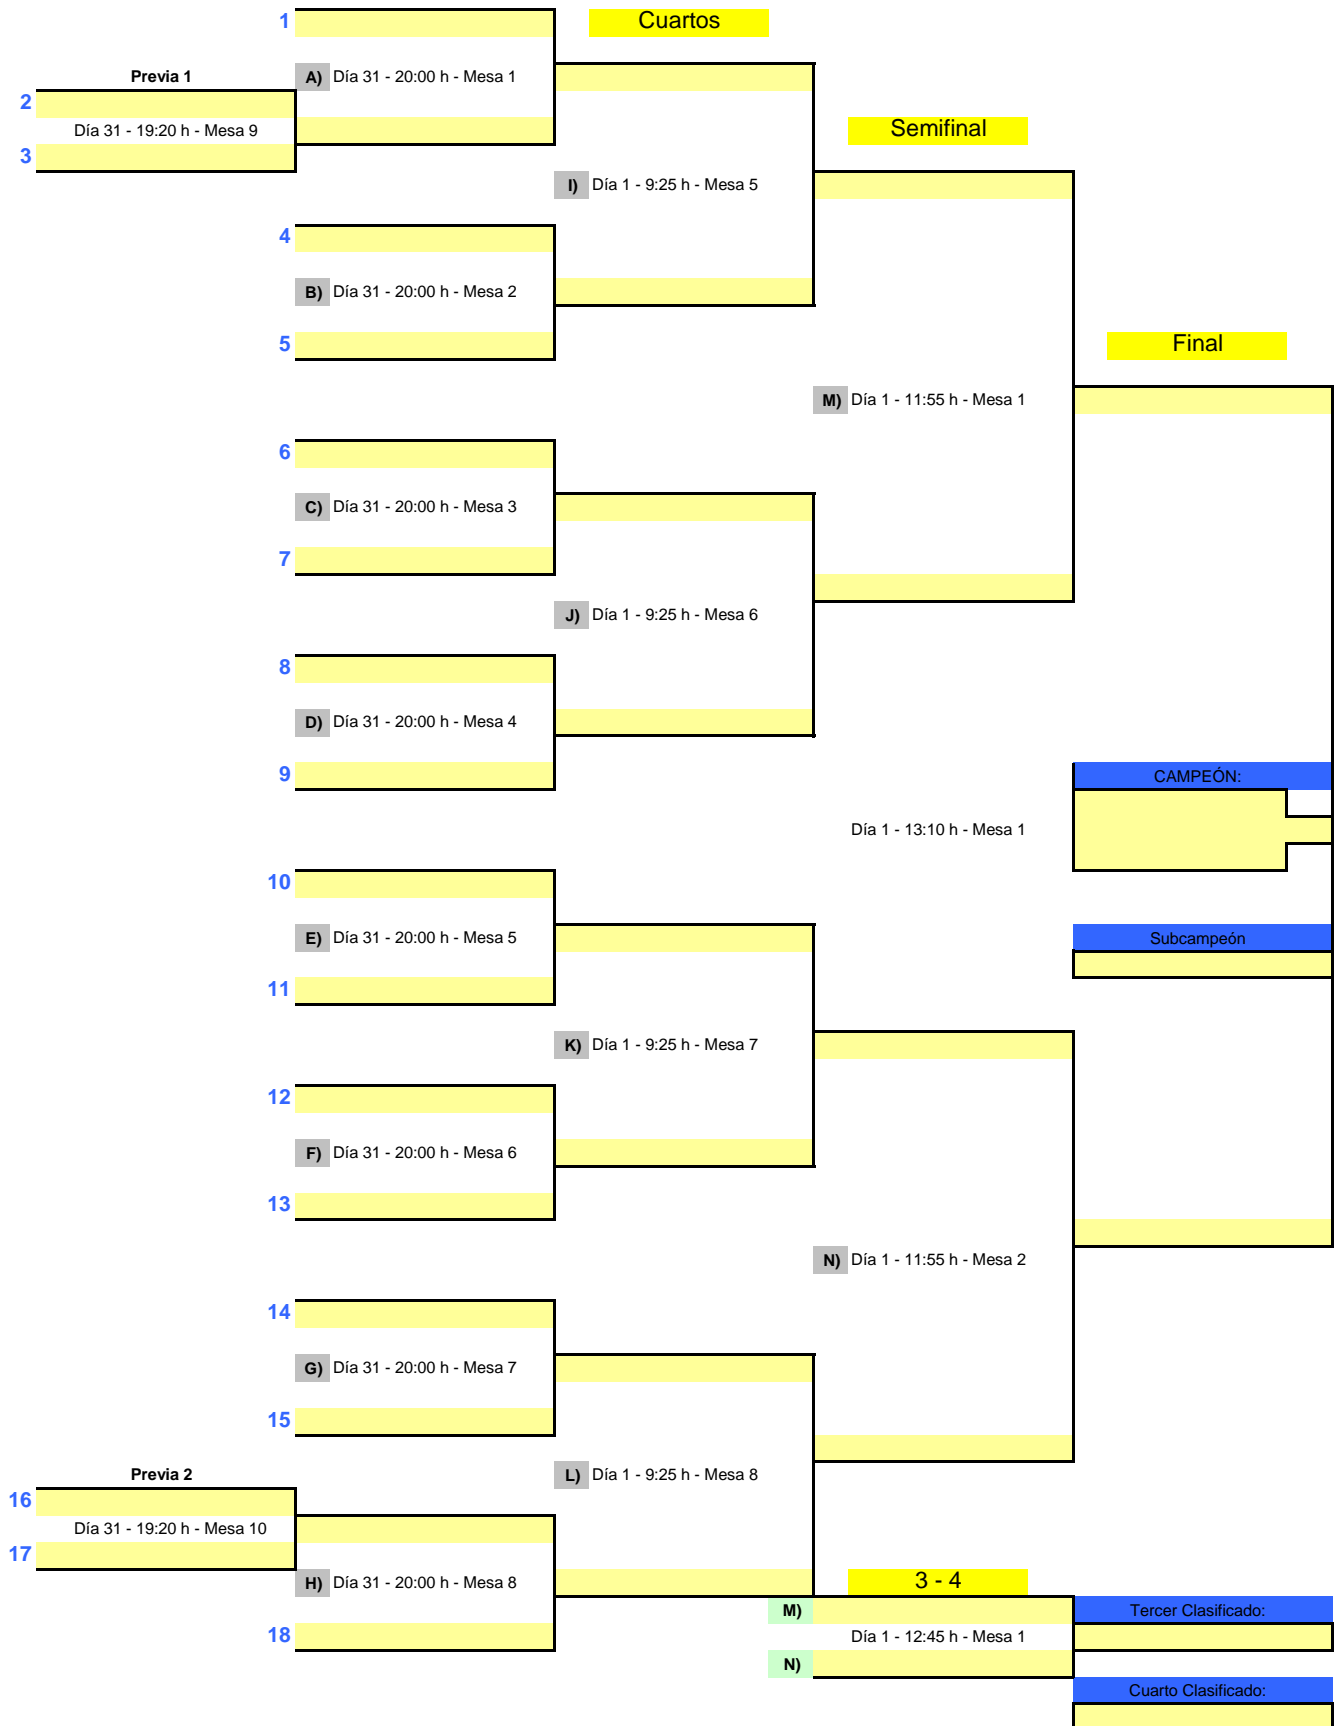 1
Cuartos
Previa 1
A) Día 31 - 20:00 h - Mesa 1
2
Día 31 - 19:20 h - Mesa 9
Semifinal
3
I) Día 1 - 9:25 h - Mesa 5
4
B) Día 31 - 20:00 h - Mesa 2
5
Final
M) Día 1 - 11:55 h - Mesa 1
6
C) Día 31 - 20:00 h - Mesa 3
7
J) Día 1 - 9:25 h - Mesa 6
8
D) Día 31 - 20:00 h - Mesa 4
9
CAMPEÓN:
Día 1 - 13:10 h - Mesa 1
10
E) Día 31 - 20:00 h - Mesa 5
Subcampeón
11
K) Día 1 - 9:25 h - Mesa 7
12
F) Día 31 - 20:00 h - Mesa 6
13
N) Día 1 - 11:55 h - Mesa 2
14
G) Día 31 - 20:00 h - Mesa 7
15
Previa 2
L) Día 1 - 9:25 h - Mesa 8
16
Día 31 - 19:20 h - Mesa 10
17
H) Día 31 - 20:00 h - Mesa 8
3 - 4
M)
Tercer Clasificado:
18
Día 1 - 12:45 h - Mesa 1
N)
Cuarto Clasificado: